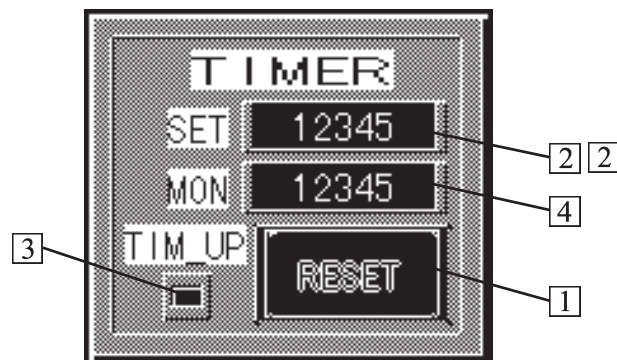 TIMER
SET 12345
2 2
MON 12345
4
TIM_UP
3
RESET
1